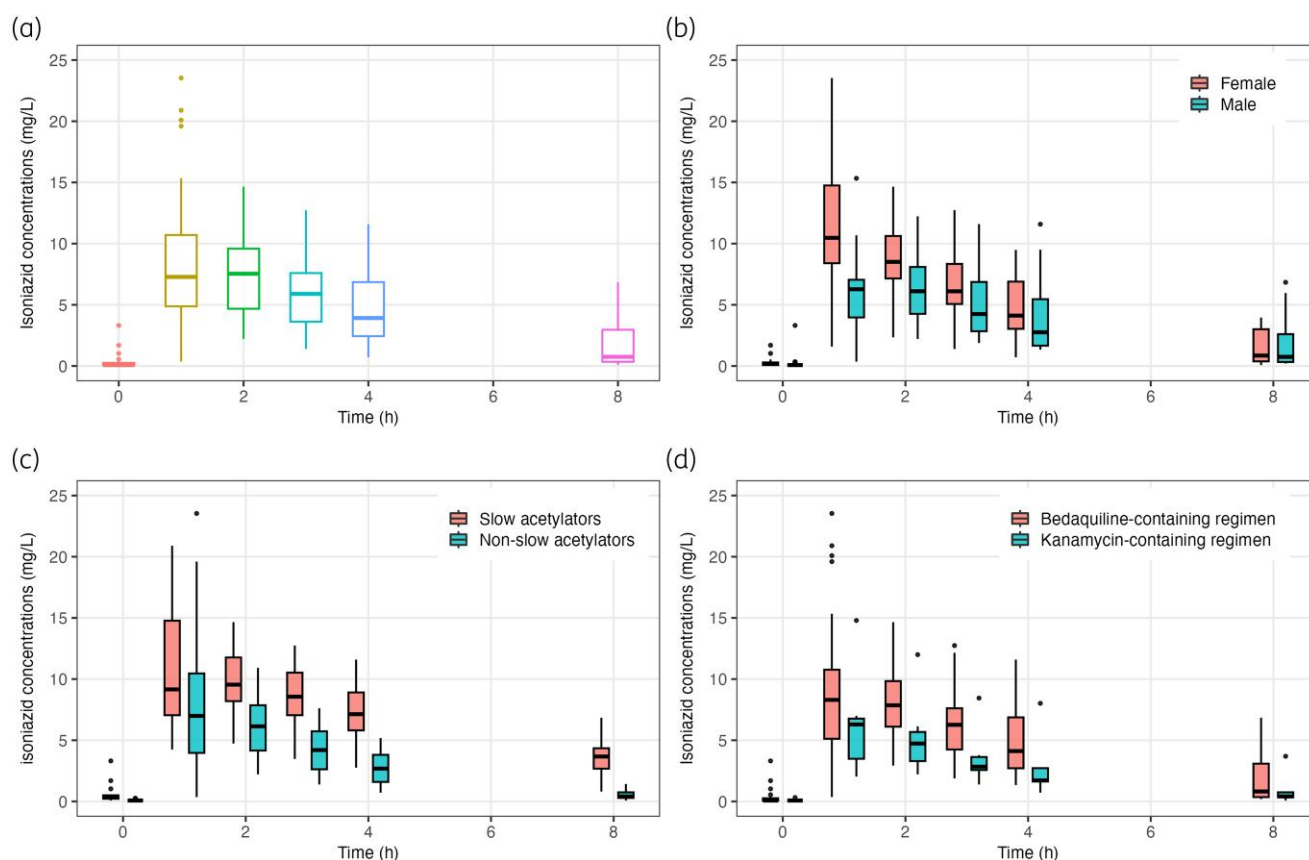 (a)
25
20
15
10
5
0
Isoniazid concentrations (mg/L)
0 2 4 6 8
Time (h)
(b)
25
20
15
10
5
0
Isoniazid concentrations (mg/L)
Female
Male
0 2 4 6 8
Time (h)
(c)
25
20
15
10
5
0
isoniazid concentrations (mg/L)
Slow acetylators
Non-slow acetylators
0 2 4 6 8
Time (h)
(d)
25
20
15
10
5
0
Isoniazid concentrations (mg/L)
Bedaquiline-containing regimen
Kanamycin-containing regimen
0 2 4 6 8
Time (h)